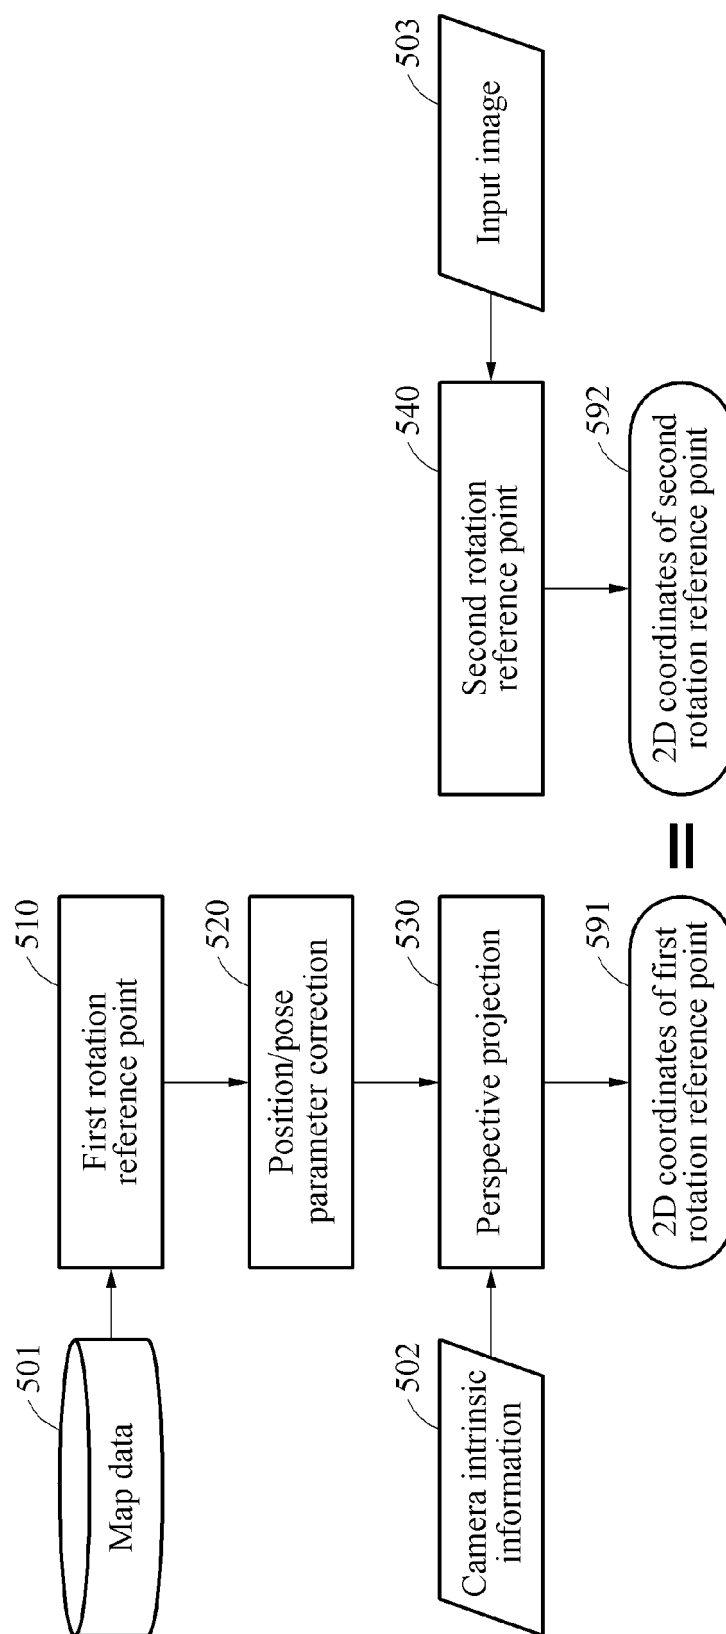 501
Map data
510
First rotation
reference point
520
Position/pose
parameter correction
502
Camera intrinsic
information
530
Perspective projection
540
Second rotation
reference point
503
Input image
591
2D coordinates of first
rotation reference point
=
592
2D coordinates of second
rotation reference point